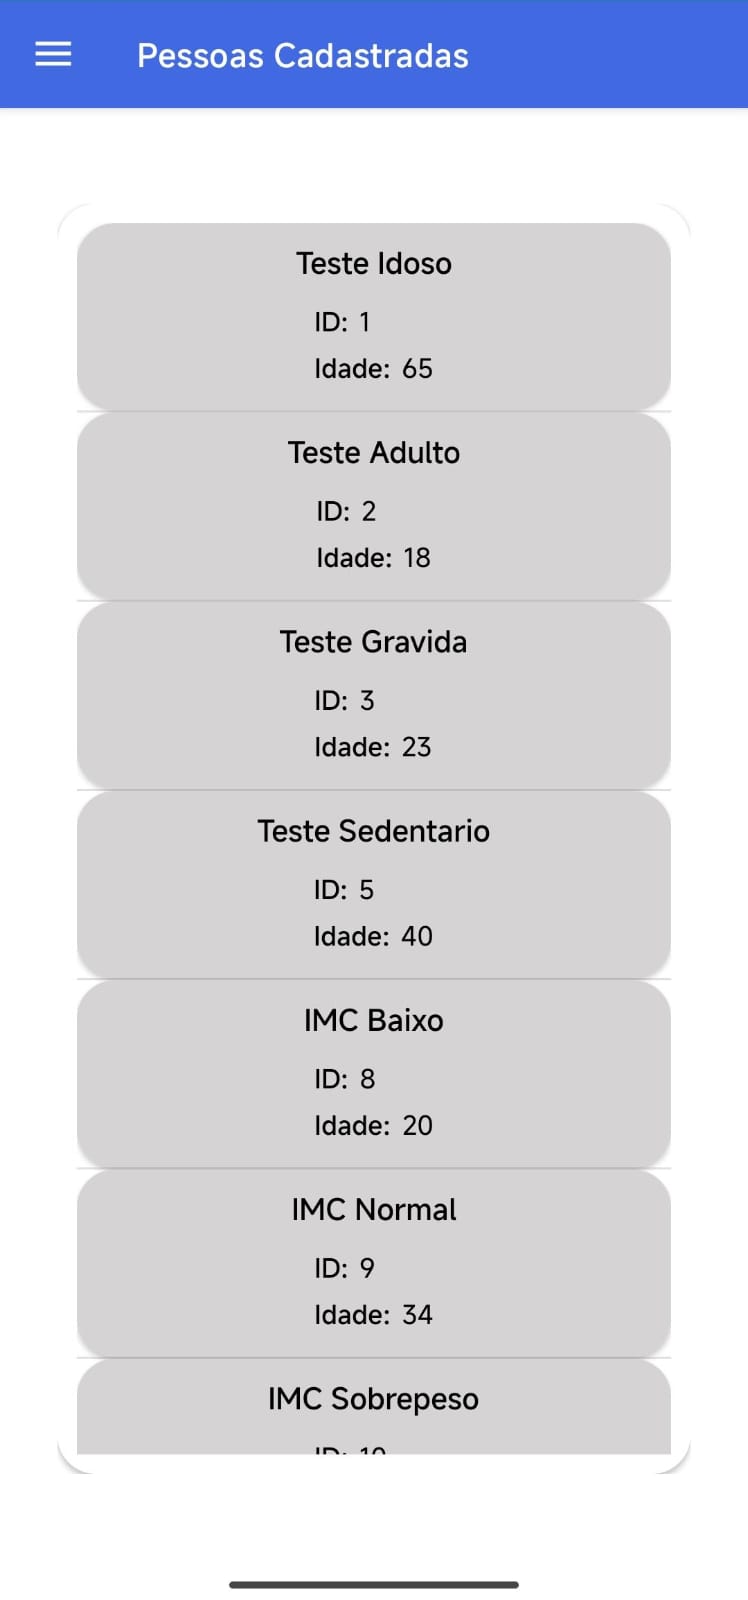 Pessoas Cadastradas
Teste Idoso
ID: 1
Idade: 65
Teste Adulto
ID: 2
Idade: 18
Teste Gravida
ID: 3
Idade: 23
Teste Sedentario
ID: 5
Idade: 40
IMC Baixo
ID: 8
Idade: 20
IMC Normal
ID: 9
Idade: 34
IMC Sobrepeso